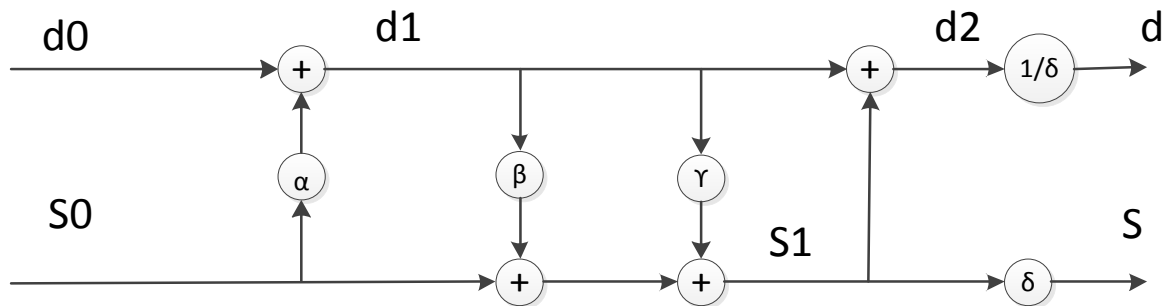 d0
d1
d2
d
+
+
1/δ
α
β
ϒ
S0
S1
S
+
+
δ